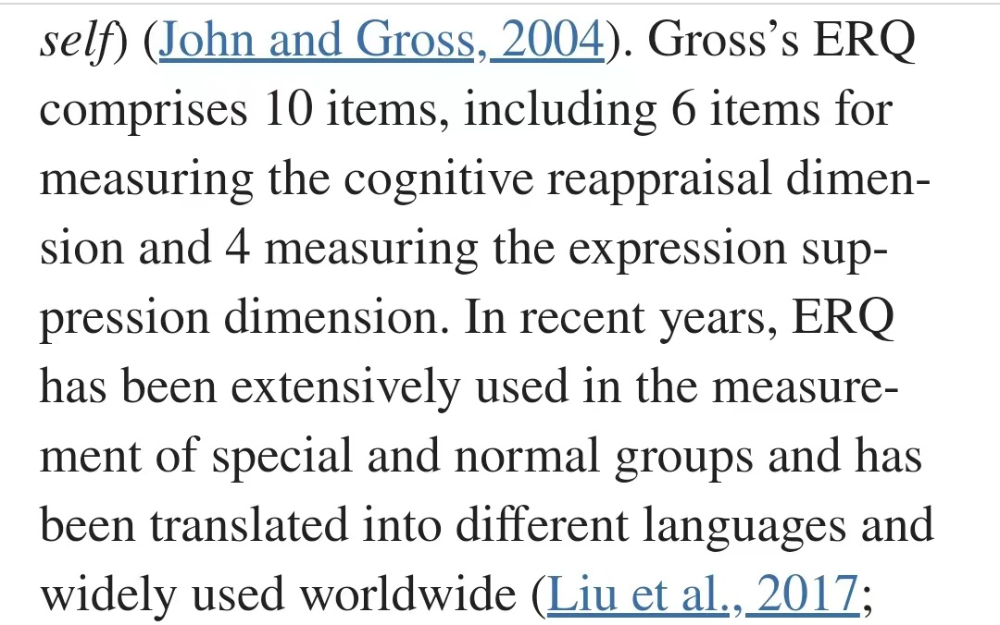 self) (John and Gross, 2004). Gross’s ERQ
comprises 10 items, including 6 items for
measuring the cognitive reappraisal dimen-
sion and 4 measuring the expression sup-
pression dimension. In recent years, ERQ
has been extensively used in the measure-
ment of special and normal groups and has
been translated into different languages and
widely used worldwide (Liu et al., 2017;